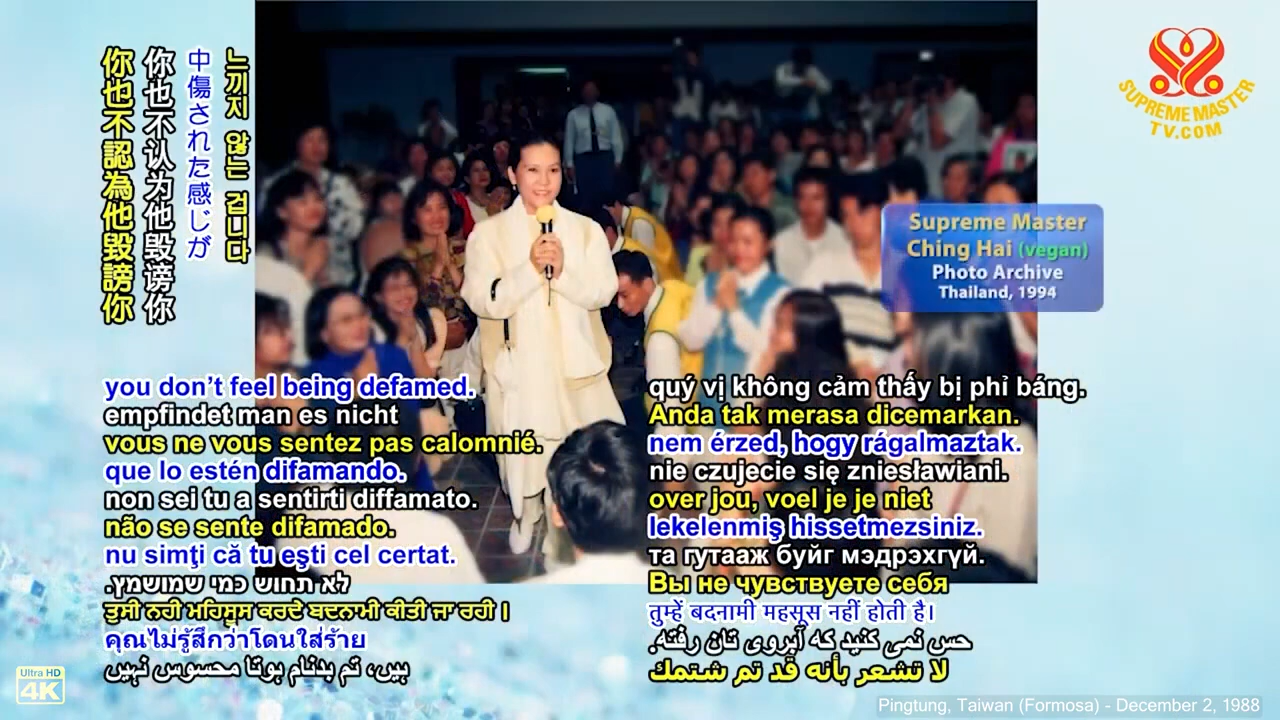 느끼지 않는 겁니다
中傷された感じが
你也不认为他毁谤你
你也不認為他毀謗你
SUPREME MASTER
TV.COM
Supreme Master
Ching Hai (vegan)
Photo Archive
Thailand, 1994
you don’t feel being defamed.
empfindet man es nicht
vous ne vous sentez pas calomnié.
que lo estén difamando.
non sei tu a sentirti diffamato.
não se sente difamado.
nu simţi că tu eşti cel certat.
לא תחוש כמי שמושמץ.
ਤੁਸੀ ਨਹੀ ਮਹਿਸੂਸ ਕਰਦੇ ਬਦਨਾਮੀ ਕੀਤੀ ਜਾ ਰਹੀ।
คุณไม่รู้สึกว่าโดนใส่ร้าย
ہیں، تم بدنام ہوتا محسوس نہیں
quý vị không cảm thấy bị phỉ báng.
Anda tak merasa dicemarkan.
nem érzed, hogy rágalmaztak.
nie czujecie się zniesławiani.
over jou, voel je je niet
lekelenmiş hissetmezsiniz.
та гутааж буйг мэдрэхгүй.
Вы не чувствуете себя
तुम्हें बदनामी महसूस नहीं होती है।
حس نمی کنید که آبروی تان رفته.
لا تشعر بأنه قد تم شتمك
Ultra HD
4K
Pingtung, Taiwan (Formosa) - December 2, 1988